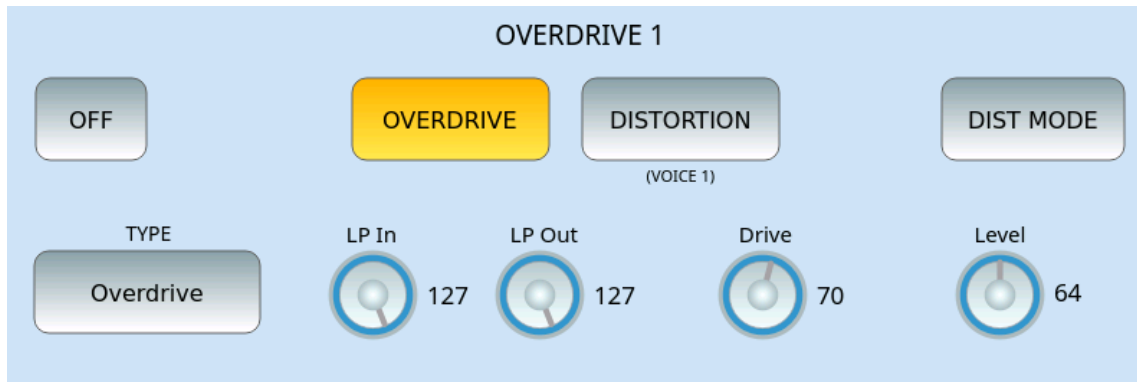 OVERDRIVE 1
OFF
OVERDRIVE
DISTORTION
DIST MODE
(VOICE 1)
TYPE
LP In
LP Out
Drive
Level
Overdrive
127
127
70
64